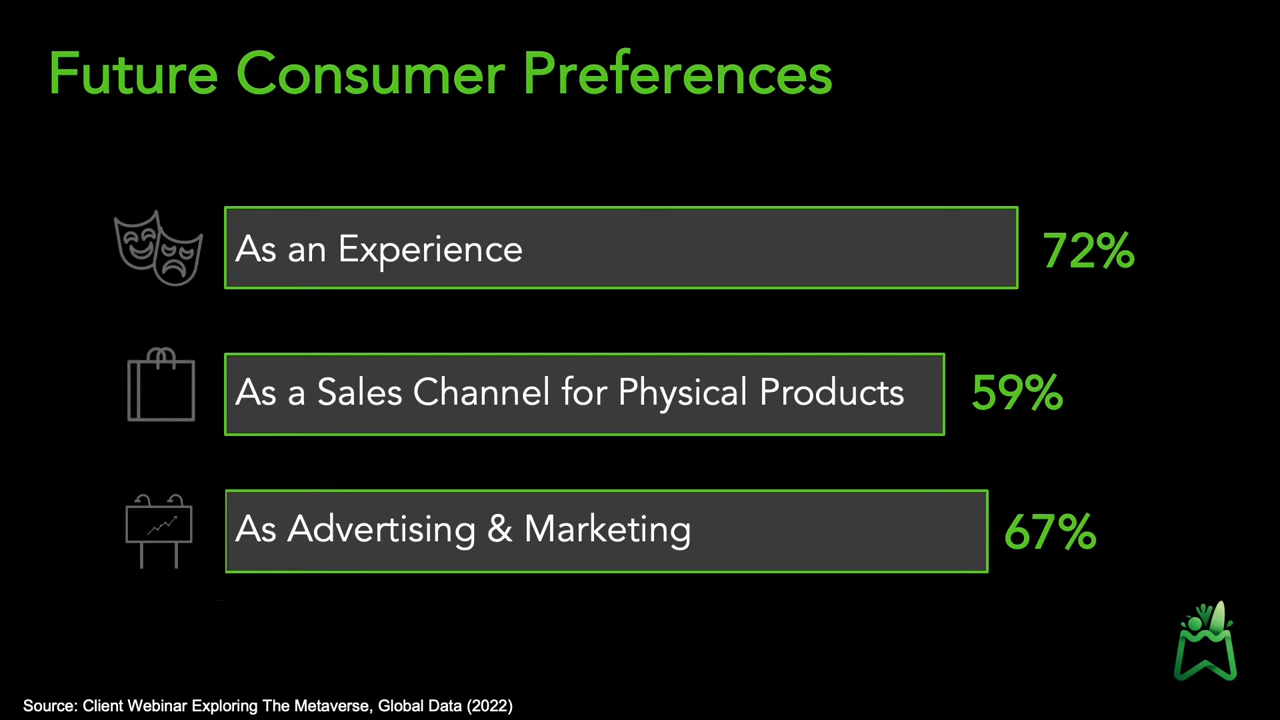 Future Consumer Preferences
As an Experience
72%
As a Sales Channel for Physical Products
59%
As Advertising & Marketing
67%
Source: Client Webinar Exploring The Metaverse, Global Data (2022)